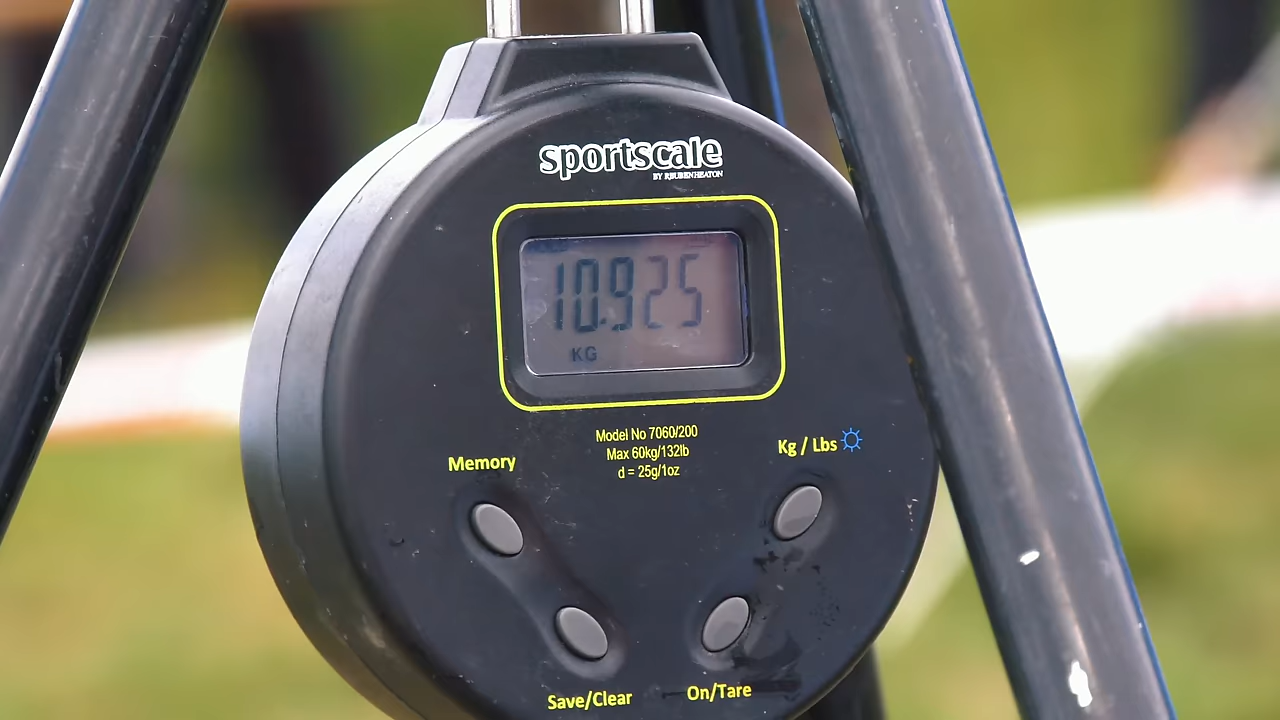 sportscale
BY REUBEN HEATON
10.925
KG
Model No 7060/200
Max 60kg/132lb
d = 25g/1oz
Memory
Kg / Lbs
Save/Clear
On/Tare